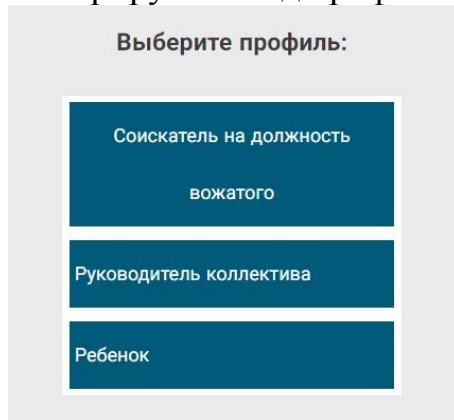 Выберите профиль:
Соискатель на должность
вожатого
Руководитель коллектива
Ребенок